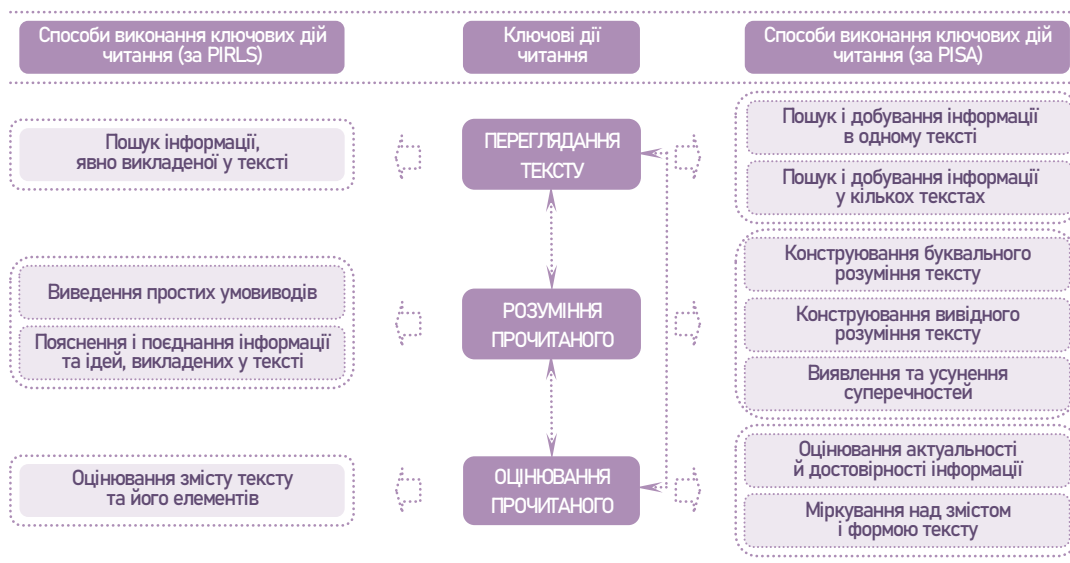 Способи виконання ключових дій
читання (за PIRLS)
Ключові дії
читання
Способи виконання ключових дій
читання (за PISA)
Пошук інформації,
явно викладеної у тексті
ПЕРЕГЛЯДАННЯ
ТЕКСТУ
Пошук і добування інформації
в одному тексті
Пошук і добування інформації
у кількох текстах
Виведення простих умовиводів
Пояснення і поєднання інформації
та ідей, викладених у тексті
РОЗУМІННЯ
ПРОЧИТАНОГО
Конструювання буквального
розуміння тексту
Конструювання вивідного
розуміння тексту
Виявлення та усунення
суперечностей
Оцінювання змісту тексту
та його елементів
ОЦІНЮВАННЯ
ПРОЧИТАНОГО
Оцінювання актуальності
й достовірності інформації
Міркування над змістом
і формою тексту